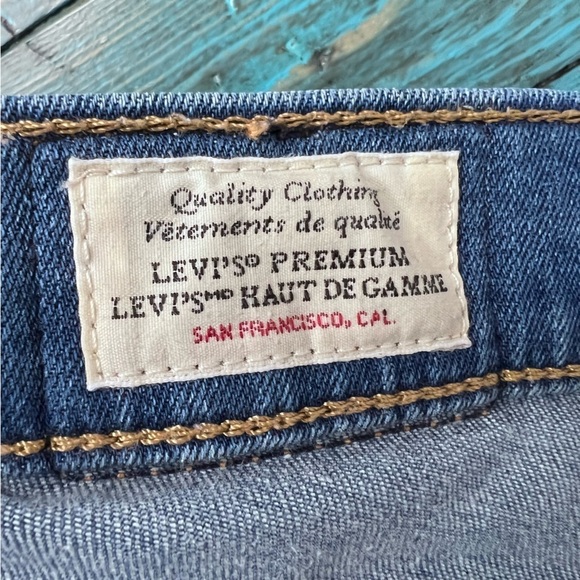 Quality Clothing
Vêtements de qualité
LEVI'S® PREMIUM
LEVI'Sᴹᴰ HAUT DE GAMME
SAN FRANCISCO, CAL.